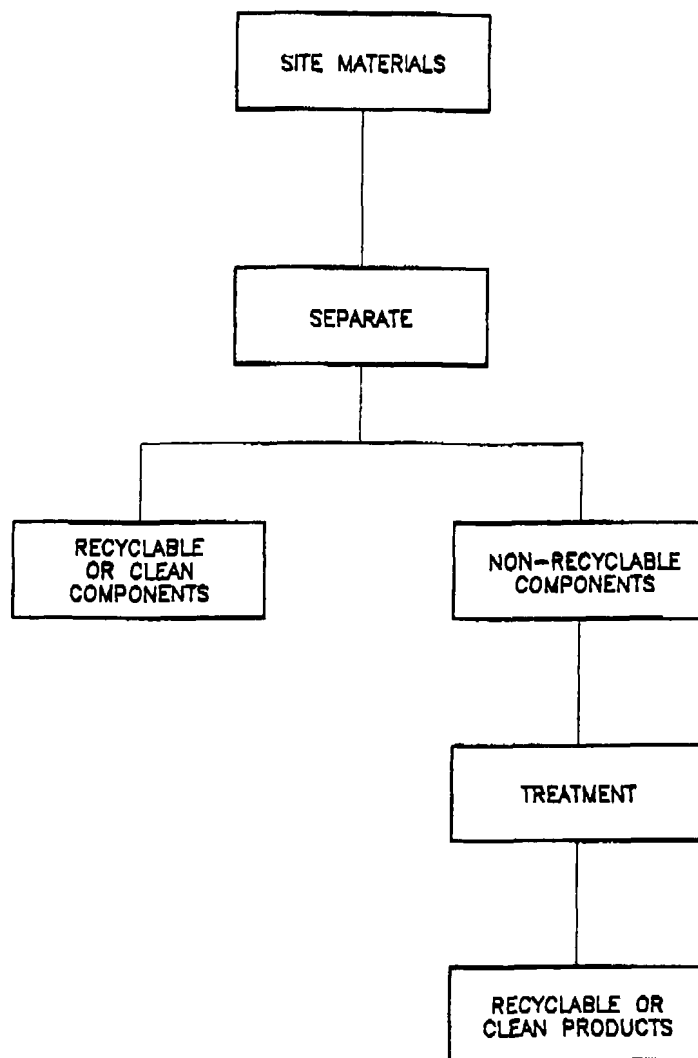 SITE MATERIALS
SEPARATE
RECYCLABLE
OR CLEAN
COMPONENTS
NON-RECYCLABLE
COMPONENTS
TREATMENT
RECYCLABLE OR
CLEAN PRODUCTS